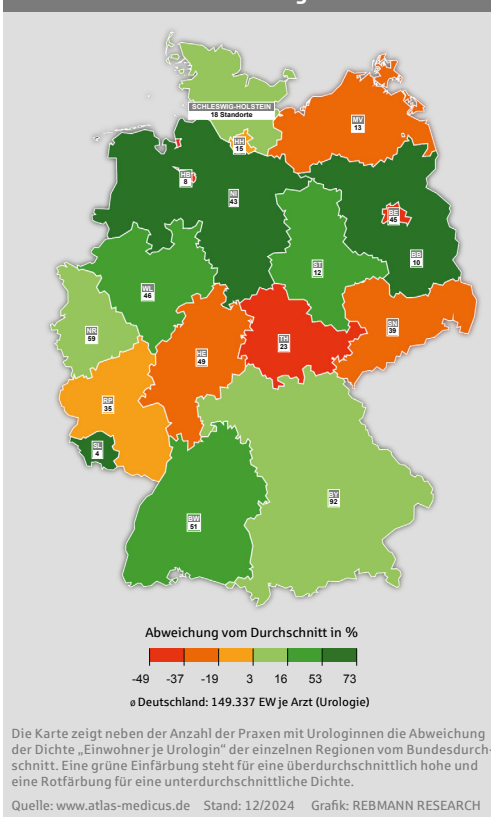 SCHLESWIG-HOLSTEIN
18 Standorte
MV
13
HH
15
HB
8
NI
43
BE
45
BB
10
ST
12
WL
46
NR
59
HE
49
TH
23
SN
39
RP
35
SL
4
BW
51
BY
92
Abweichung vom Durchschnitt in %
-49 -37 -19 3 16 53 73
ø Deutschland: 149.337 EW je Arzt (Urologie)
Die Karte zeigt neben der Anzahl der Praxen mit Urologinnen die Abweichung
der Dichte „Einwohner je Urologin“ der einzelnen Regionen vom Bundesdurch-
schnitt. Eine grüne Einfärbung steht für eine überdurchschnittlich hohe und
eine Rotfärbung für eine unterdurchschnittliche Dichte.
Quelle: www.atlas-medicus.de Stand: 12/2024 Grafik: REBMANN RESEARCH